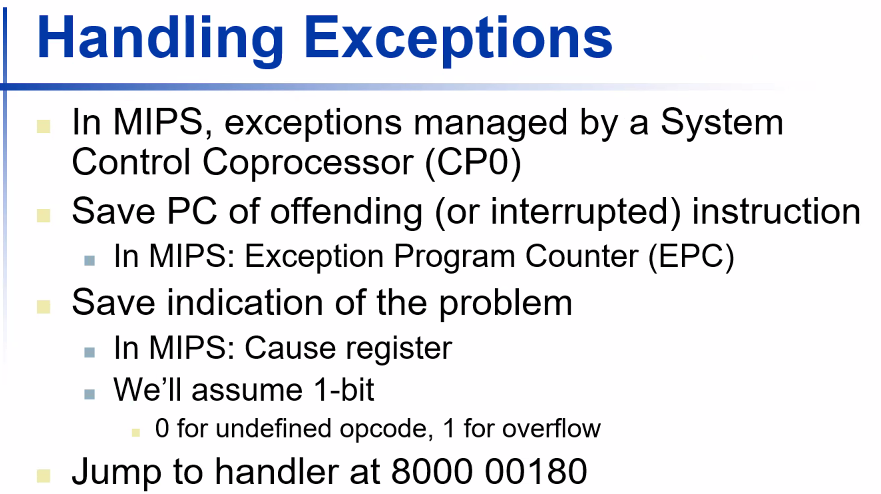 Handling Exceptions
In MIPS, exceptions managed by a System
Control Coprocessor (CP0)
Save PC of offending (or interrupted) instruction
In MIPS: Exception Program Counter (EPC)
Save indication of the problem
In MIPS: Cause register
We’ll assume 1-bit
0 for undefined opcode, 1 for overflow
Jump to handler at 8000 00180